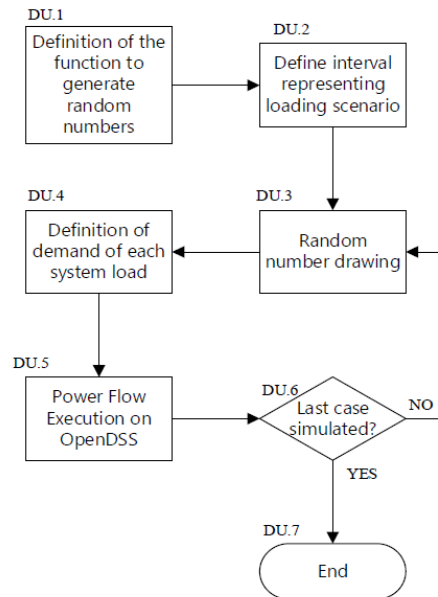 DU.1
Definition of the
function to
generate
random
numbers
DU.2
Define interval
representing
loading scenario
DU.3
Random
number drawing
DU.4
Definition of
demand of each
system load
DU.5
Power Flow
Execution on
OpenDSS
DU.6
Last case
simulated?
NO
YES
DU.7
End